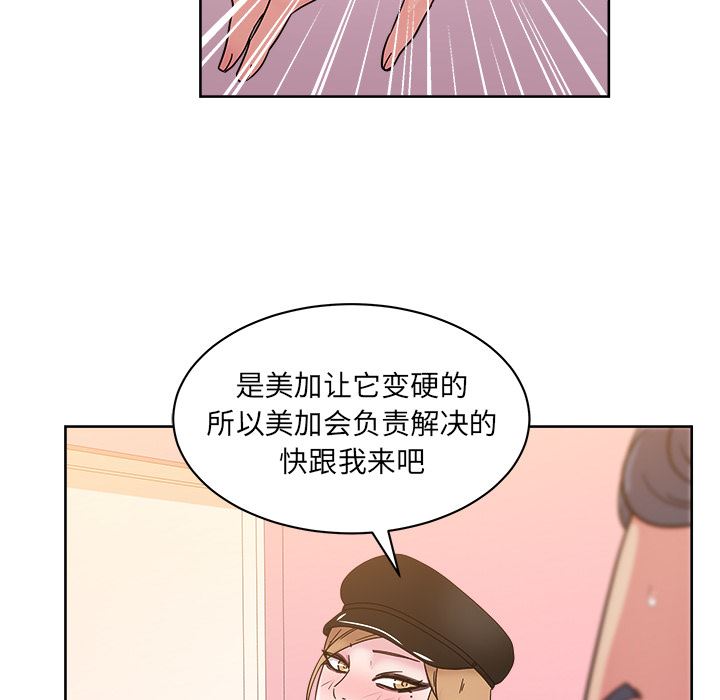 是美加让它变硬的
所以美加会负责解决的
快跟我来吧